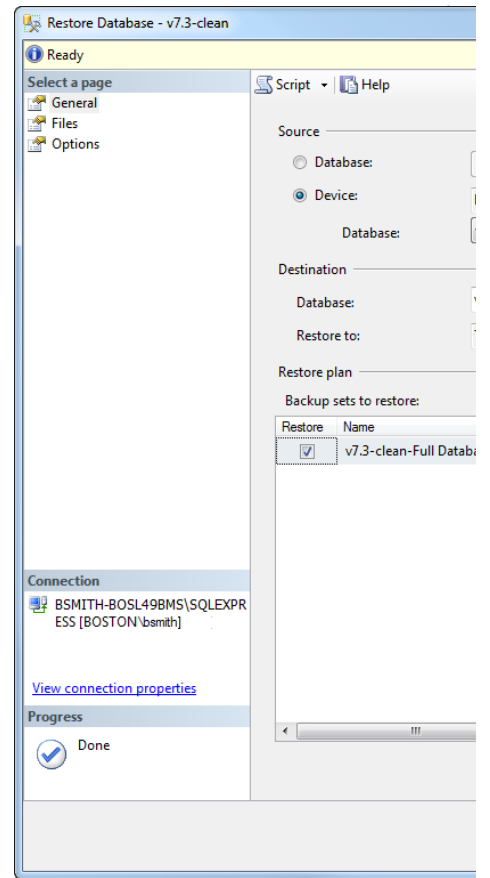 Restore Database - v7.3-clean
Ready
Select a page
General
Files
Options
Script
Help
Source
Database:
Device:
Database:
Destination
Database:
Restore to:
Restore plan
Backup sets to restore:
Restore Name
v7.3-clean-Full Databa
Connection
BSMITH-BOSL49BMS\SQLEXPR
ESS [BOSTON\bsmith]
View connection properties
Progress
Done